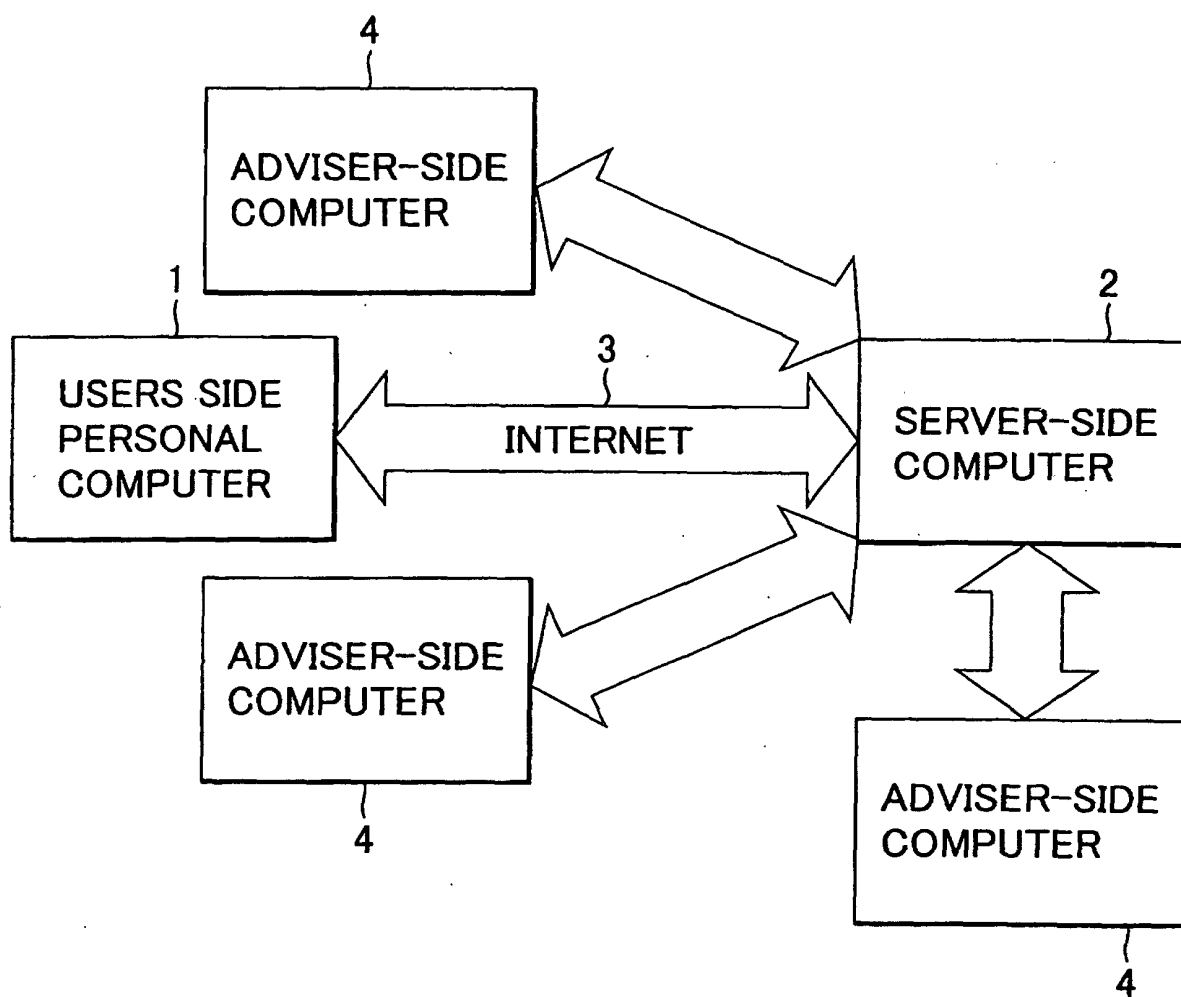 4
ADVISER-SIDE
COMPUTER
1
USERS SIDE
PERSONAL
COMPUTER
3
INTERNET
2
SERVER-SIDE
COMPUTER
ADVISER-SIDE
COMPUTER
4
ADVISER-SIDE
COMPUTER
4